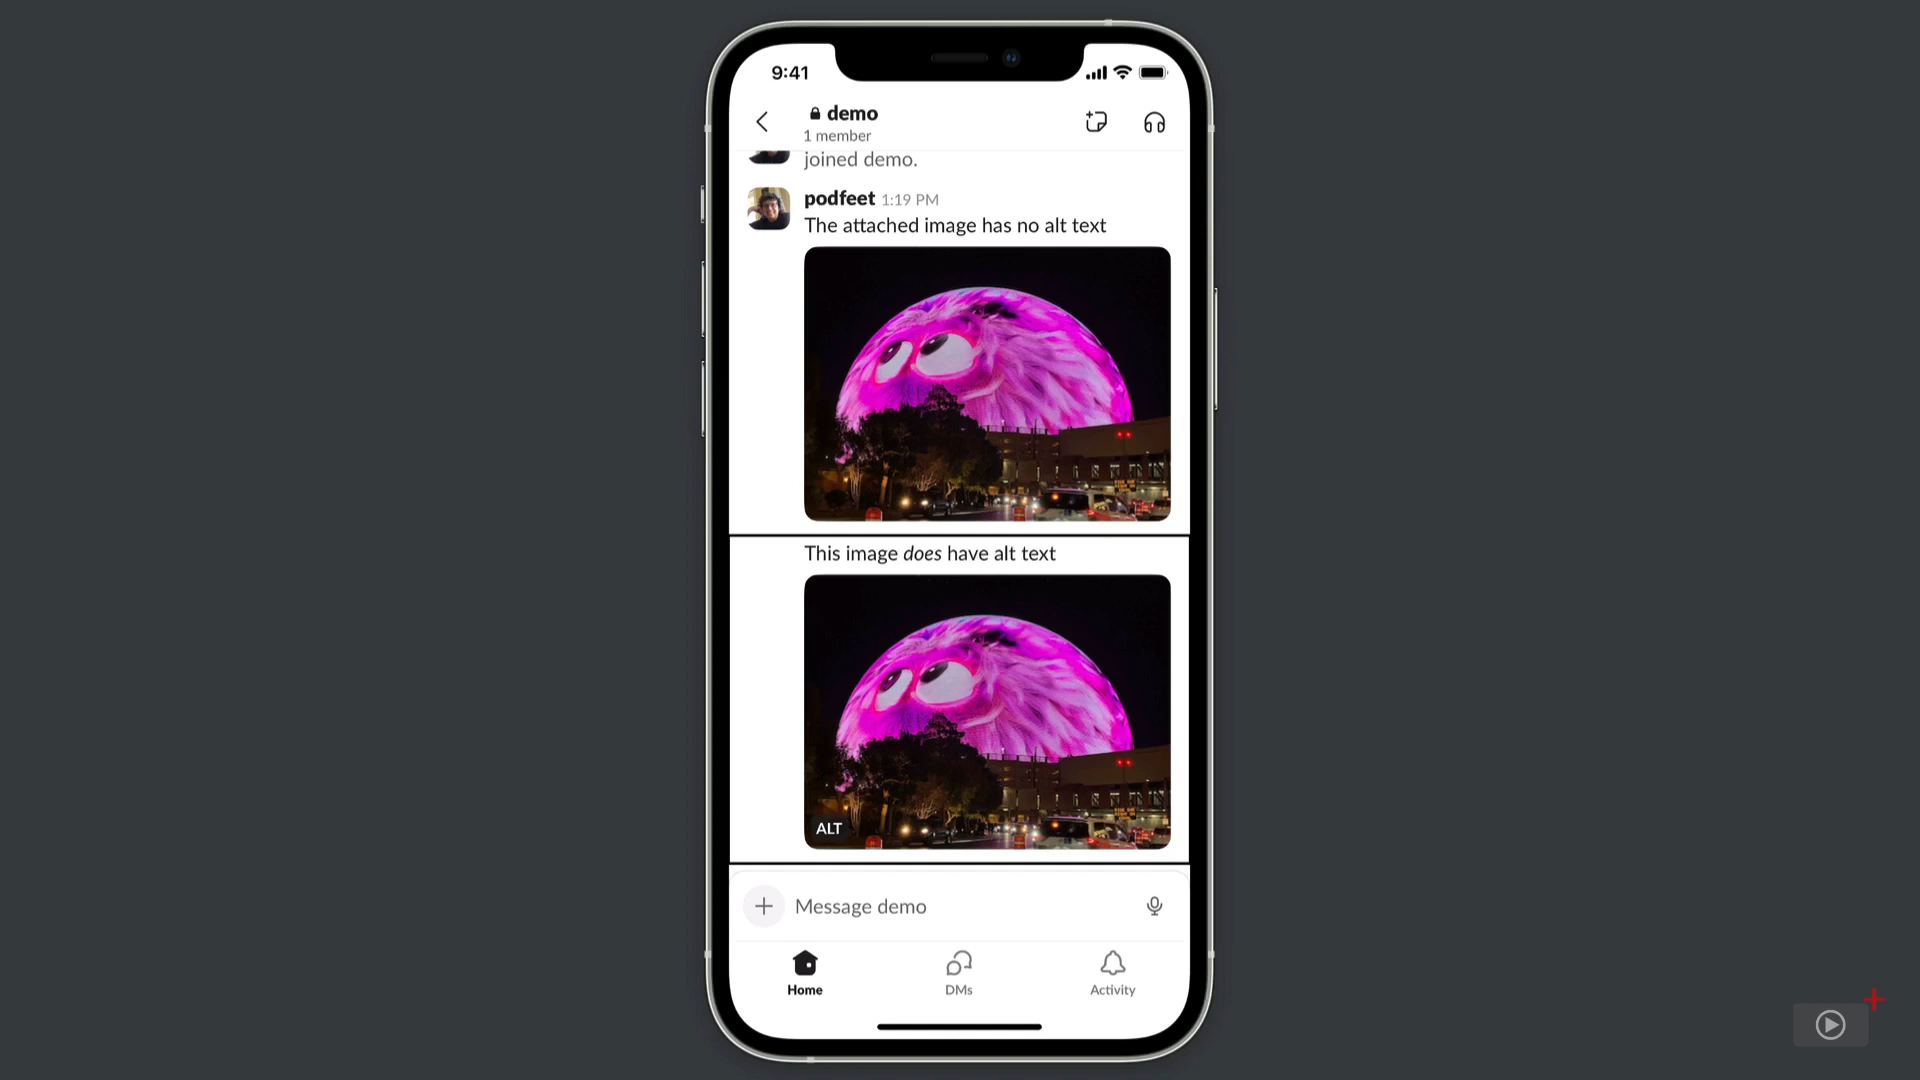 9:41
demo
1 member
joined demo.
podfeet 1:19 PM
The attached image has no alt text
This image does have alt text
ALT
Message demo
Home
DMs
Activity